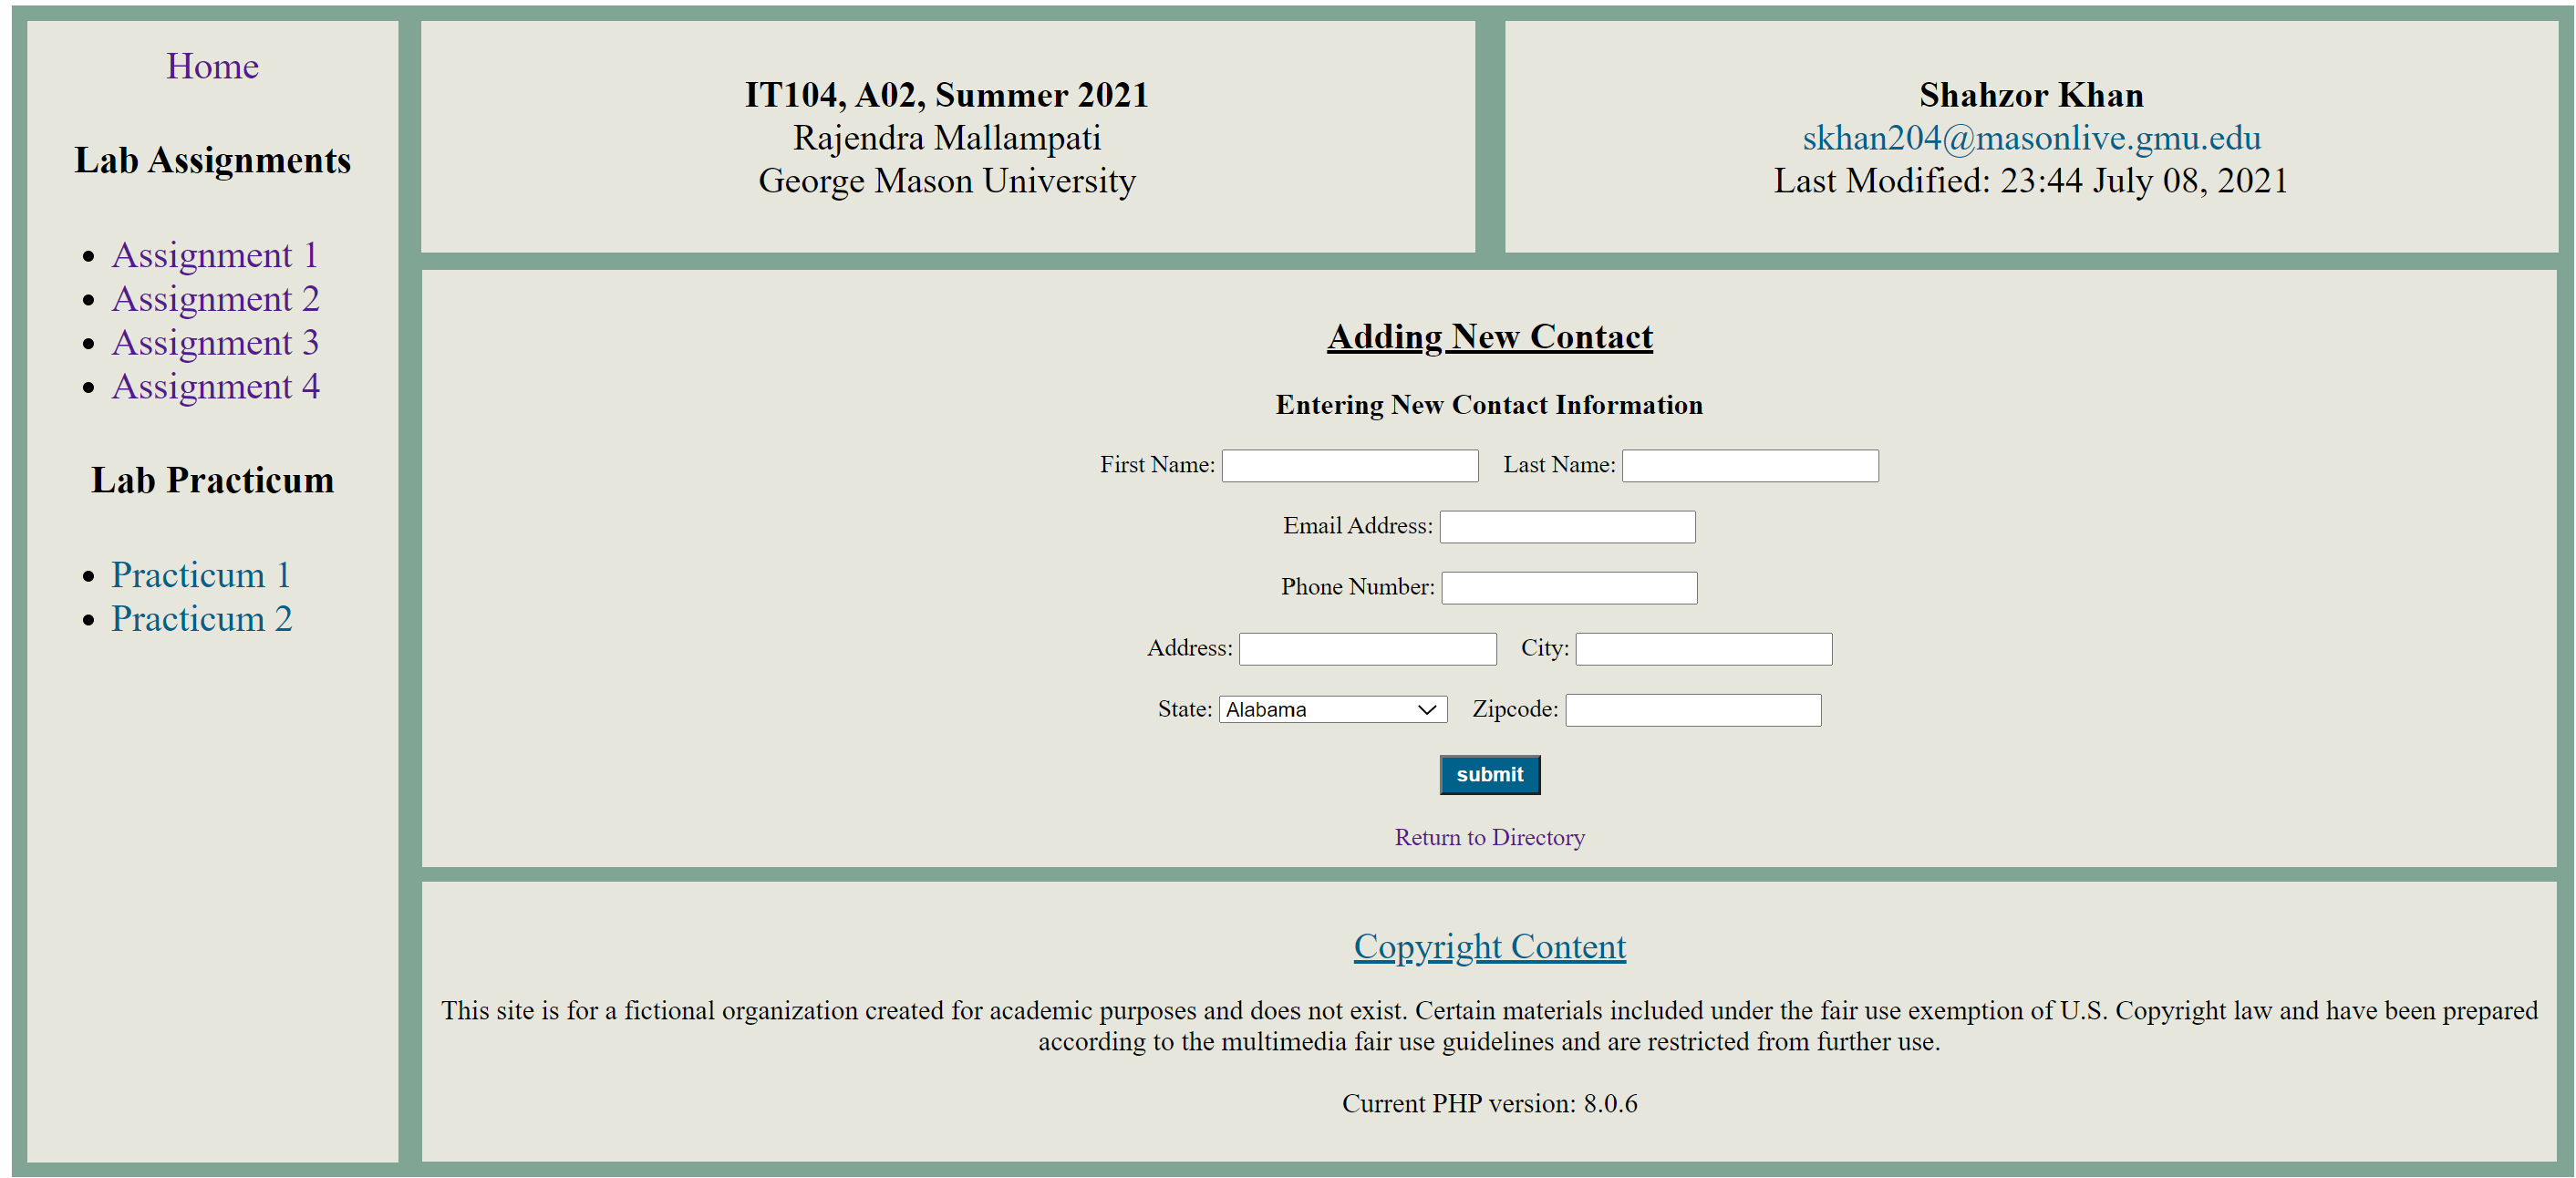 Home
Lab Assignments
Assignment 1
Assignment 2
Assignment 3
Assignment 4
Lab Practicum
Practicum 1
Practicum 2
IT104, A02, Summer 2021
Rajendra Mallampati
George Mason University
Shahzor Khan
skhan204@masonlive.gmu.edu
Last Modified: 23:44 July 08, 2021
Adding New Contact
Entering New Contact Information
First Name: Last Name:
Email Address:
Phone Number:
Address: City:
State: Alabama Zipcode:
submit
Return to Directory
Copyright Content
This site is for a fictional organization created for academic purposes and does not exist. Certain materials included under the fair use exemption of U.S. Copyright law and have been prepared
according to the multimedia fair use guidelines and are restricted from further use.
Current PHP version: 8.0.6